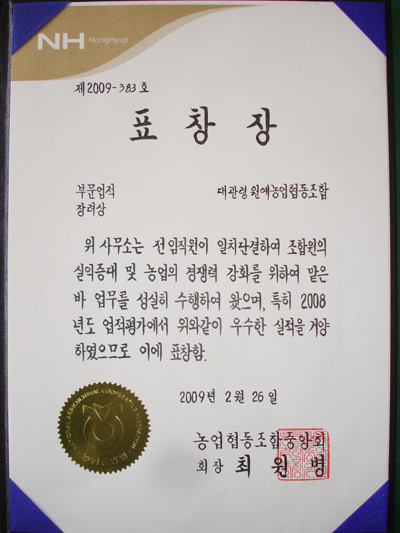 NH NongHyup
제2009-383호
표 창 장
부문업적 대관령원예농업협동조합
장려상
위 사무소는 전임직원이 일치단결하여 조합원의
실익증대 및 농업의 경쟁력 강화를 위하여 맡은
바 업무를 성실히 수행하여 왔으며, 특히 2008
년도 업적평가에서 위와같이 우수한 실적을 거양
하였으므로 이에 표창함.
2009년 2월 26일
농업협동조합중앙회
회장 최 원 병